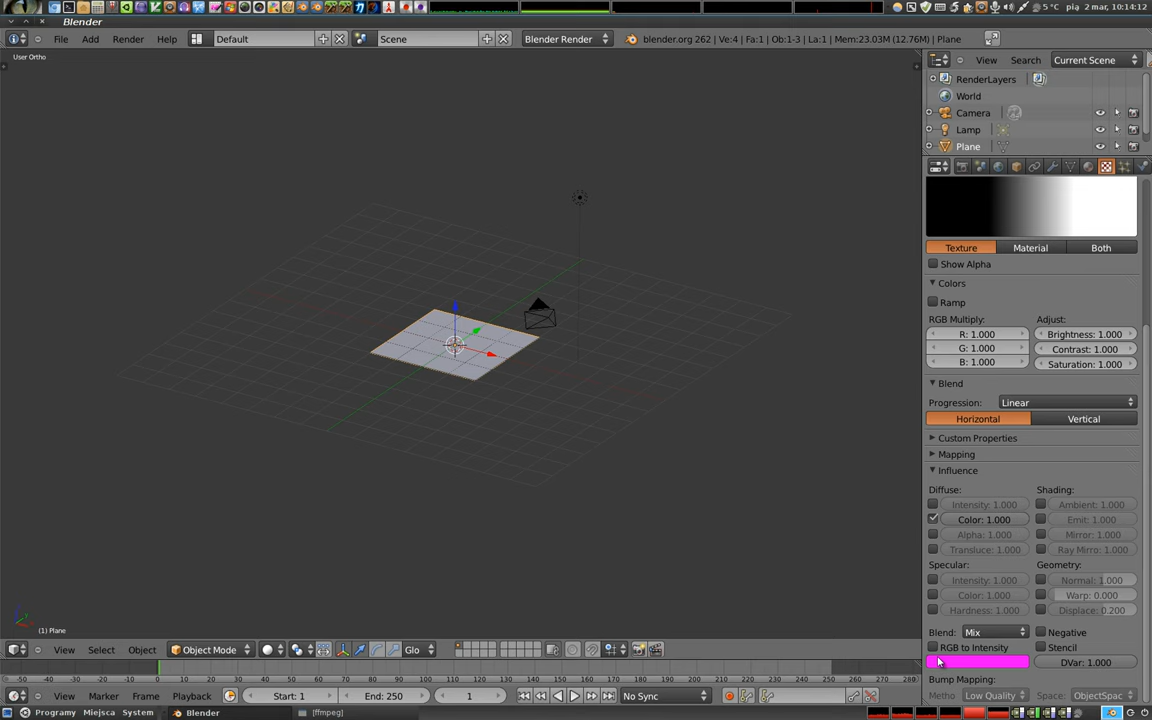 5 °C pią 2 mar, 10:14:12
Blender
File Add Render Help Default Scene Blender Render blender.org 262 | Ve:4 | Fa:1 | Ob:1-3 | La:1 | Mem:23.03M (12.76M) | Plane
User Ortho
View Search Current Scene
RenderLayers
World
Camera
Lamp
Plane
Texture Material Both
Show Alpha
Colors
Ramp
RGB Multiply: Adjust:
R: 1.000 Brightness: 1.000
G: 1.000 Contrast: 1.000
B: 1.000 Saturation: 1.000
Blend
Progression: Linear
Horizontal Vertical
Custom Properties
Mapping
Influence
Diffuse: Shading:
Intensity: 1.000 Ambient: 1.000
Color: 1.000 Emit: 1.000
Alpha: 1.000 Mirror: 1.000
Transluce: 1.000 Ray Mirro: 1.000
Specular: Geometry:
Intensity: 1.000 Normal: 1.000
Color: 1.000 Warp: 0.000
Hardness: 1.000 Displace: 0.200
Blend: Mix Negative
RGB to Intensity Stencil
DVar: 1.000
Bump Mapping:
Metho Low Quality Space: ObjectSpac
(1) Plane
View Select Object Object Mode Glo
-50 -40 -30 -20 -10 0 10 20 30 40 50 60 70 80 90 100 110 120 130 140 150 160 170 180 190 200 210 220 230 240 250 260 270 280
View Marker Frame Playback Start: 1 End: 250 1 No Sync
Programy Miejsca System Blender [ffmpeg]